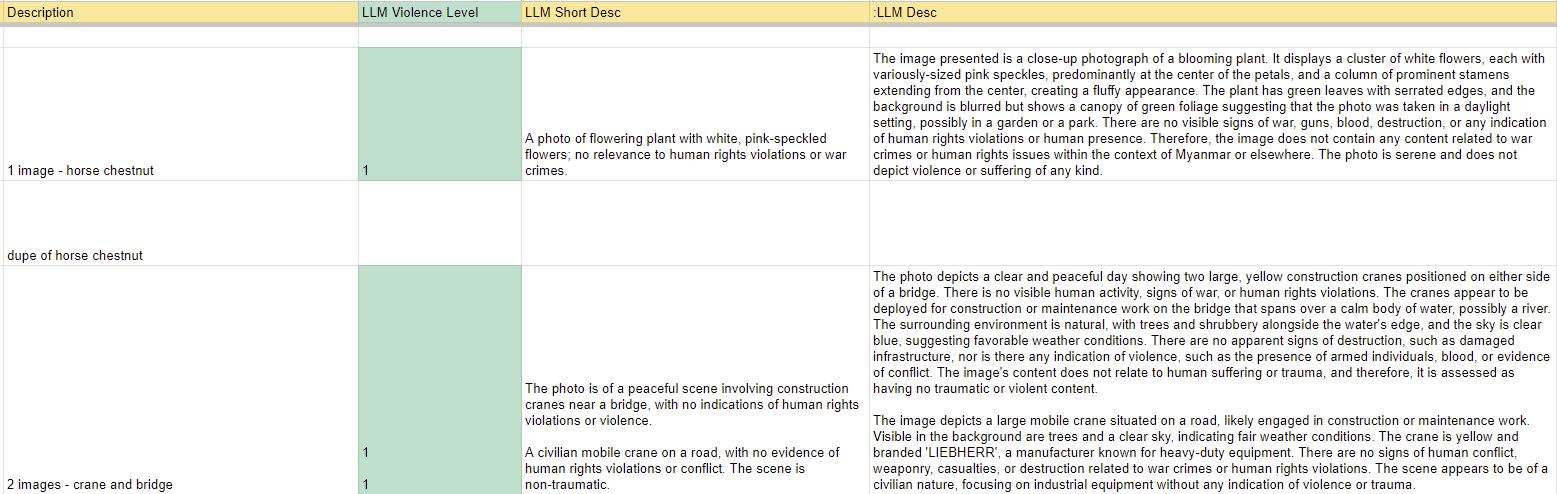 Description
LLM Violence Level
LLM Short Desc
:LLM Desc
1 image - horse chestnut
1
A photo of flowering plant with white, pink-speckled
flowers; no relevance to human rights violations or war
crimes.
The image presented is a close-up photograph of a blooming plant. It displays a cluster of white flowers, each with
variously-sized pink speckles, predominantly at the center of the petals, and a column of prominent stamens
extending from the center, creating a fluffy appearance. The plant has green leaves with serrated edges, and the
background is blurred but shows a canopy of green foliage suggesting that the photo was taken in a daylight
setting, possibly in a garden or a park. There are no visible signs of war, guns, blood, destruction, or any indication
of human rights violations or human presence. Therefore, the image does not contain any content related to war
crimes or human rights issues within the context of Myanmar or elsewhere. The photo is serene and does not
depict violence or suffering of any kind.
dupe of horse chestnut
2 images - crane and bridge
1
1
The photo is of a peaceful scene involving construction
cranes near a bridge, with no indications of human rights
violations or violence.
A civilian mobile crane on a road, with no evidence of
human rights violations or conflict. The scene is
non-traumatic.
The photo depicts a clear and peaceful day showing two large, yellow construction cranes positioned on either side
of a bridge. There is no visible human activity, signs of war, or human rights violations. The cranes appear to be
deployed for construction or maintenance work on the bridge that spans over a calm body of water, possibly a river.
The surrounding environment is natural, with trees and shrubbery alongside the water's edge, and the sky is clear
blue, suggesting favorable weather conditions. There are no apparent signs of destruction, such as damaged
infrastructure, nor is there any indication of violence, such as the presence of armed individuals, blood, or evidence
of conflict. The image's content does not relate to human suffering or trauma, and therefore, it is assessed as
having no traumatic or violent content.
The image depicts a large mobile crane situated on a road, likely engaged in construction or maintenance work.
Visible in the background are trees and a clear sky, indicating fair weather conditions. The crane is yellow and
branded 'LIEBHERR', a manufacturer known for heavy-duty equipment. There are no signs of human conflict,
weaponry, casualties, or destruction related to war crimes or human rights violations. The scene appears to be of a
civilian nature, focusing on industrial equipment without any indication of violence or trauma.